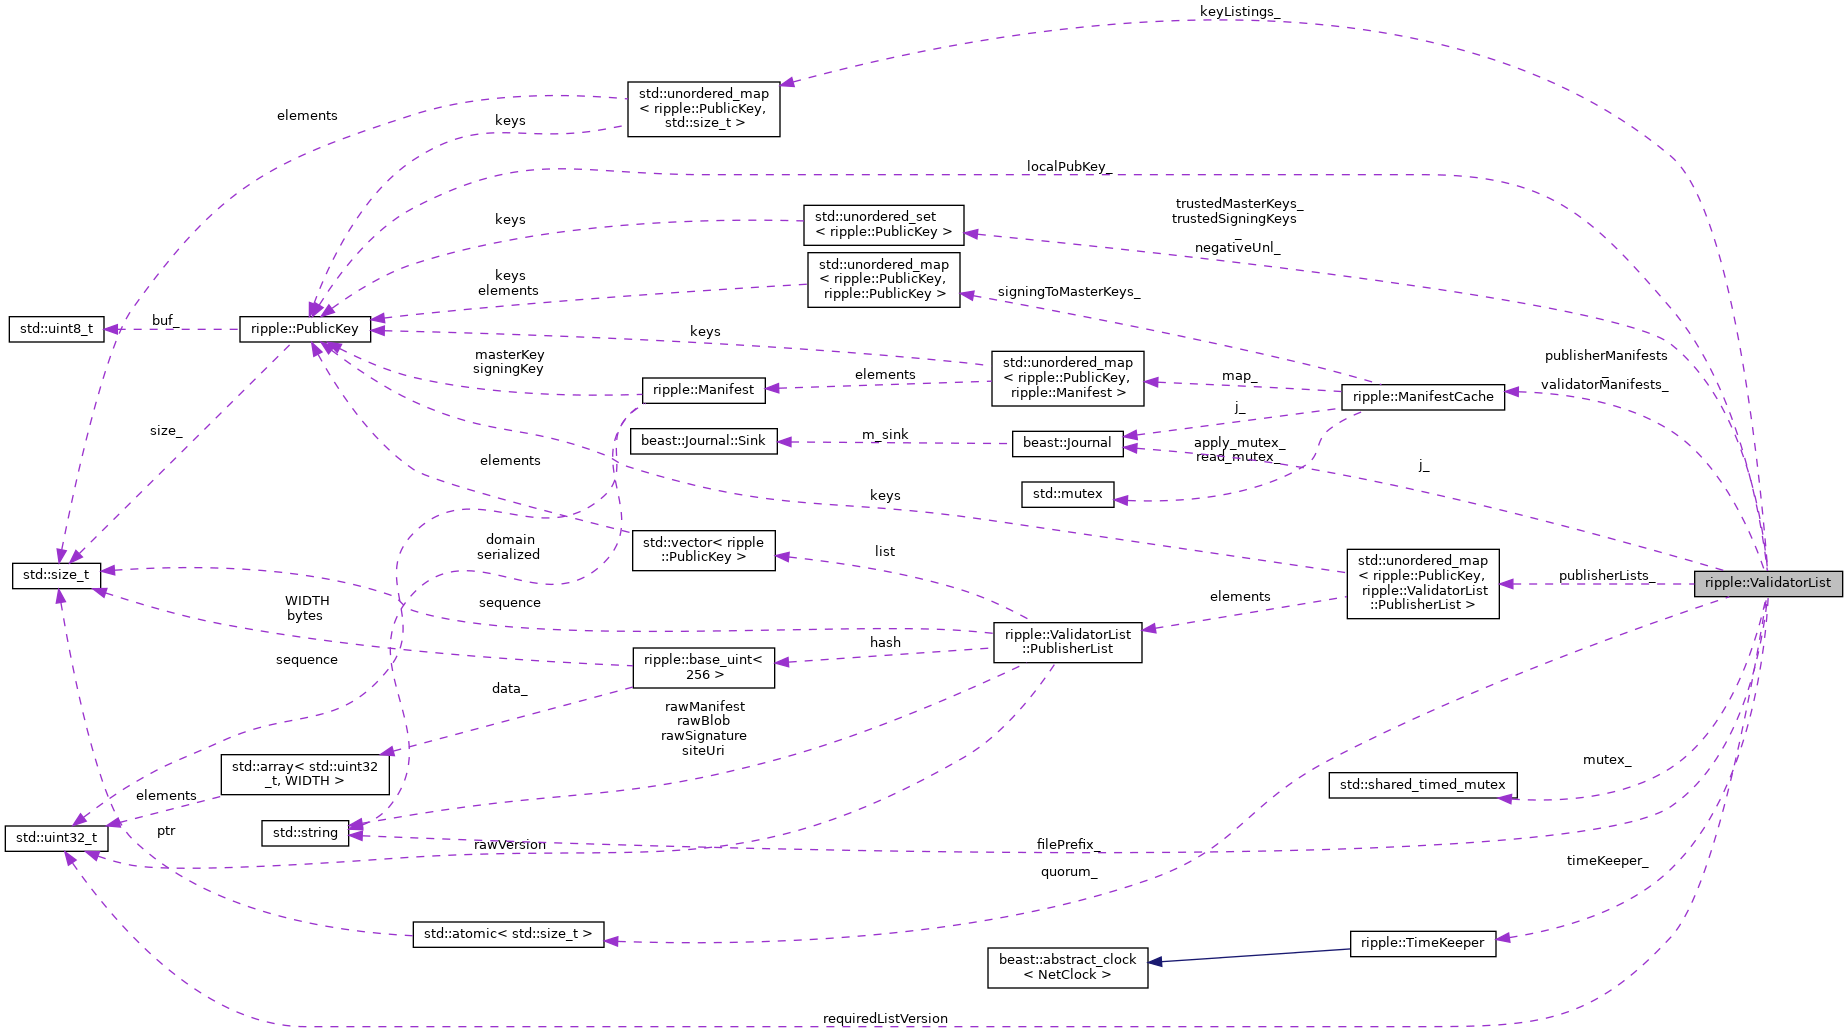 keyListings_
std::unordered_map
< ripple::PublicKey,
std::size_t >
elements
keys
localPubKey_
trustedMasterKeys_
trustedSigningKeys
_
negativeUnl_
std::unordered_set
< ripple::PublicKey >
keys
std::unordered_map
< ripple::PublicKey,
ripple::PublicKey >
keys
elements
signingToMasterKeys_
std::uint8_t
buf_
ripple::PublicKey
keys
masterKey
signingKey
std::unordered_map
< ripple::PublicKey,
ripple::Manifest >
elements
map_
publisherManifests
_
validatorManifests_
ripple::Manifest
ripple::ManifestCache
j_
size_
beast::Journal::Sink
m_sink
beast::Journal
apply_mutex_
read_mutex_
j_
elements
std::mutex
keys
domain
serialized
std::vector< ripple
::PublicKey >
list
std::unordered_map
< ripple::PublicKey,
ripple::ValidatorList
::PublisherList >
publisherLists_
ripple::ValidatorList
std::size_t
WIDTH
bytes
sequence
elements
ripple::ValidatorList
::PublisherList
hash
sequence
ripple::base_uint<
256 >
data_
rawManifest
rawBlob
rawSignature
siteUri
std::array< std::uint32
_t, WIDTH >
mutex_
std::shared_timed_mutex
elements
std::uint32_t
ptr
std::string
rawVersion
filePrefix_
quorum_
timeKeeper_
std::atomic< std::size_t >
ripple::TimeKeeper
beast::abstract_clock
< NetClock >
requiredListVersion